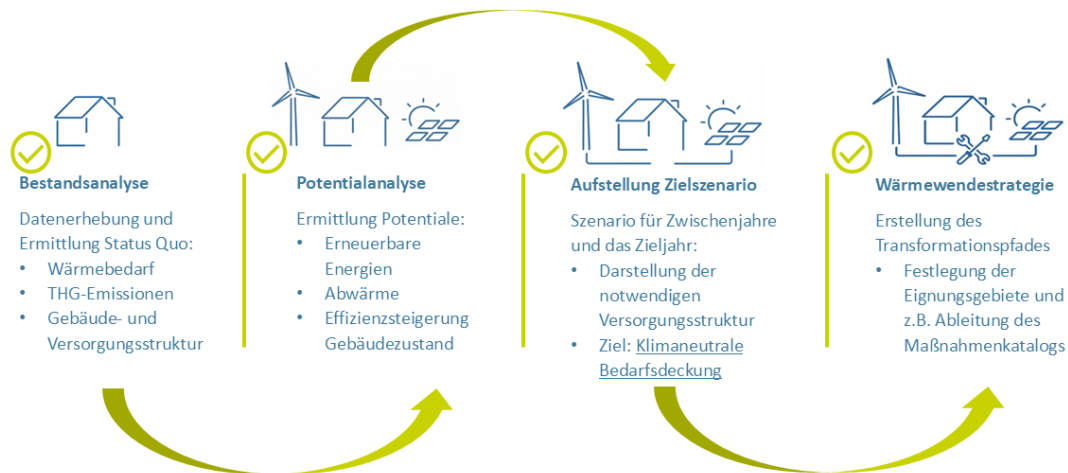 Bestandsanalyse
Datenerhebung und
Ermittlung Status Quo:
• Wärmebedarf
• THG-Emissionen
• Gebäude- und
Versorgungsstruktur
Potentialanalyse
Ermittlung Potentiale:
• Erneuerbare
Energien
• Abwärme
• Effizienzsteigerung
Gebäudezustand
Aufstellung Zielszenario
Szenario für Zwischenjahre
und das Zieljahr:
• Darstellung der
notwendigen
Versorgungsstruktur
• Ziel: Klimaneutrale
Bedarfsdeckung
Wärmewendestrategie
Erstellung des
Transformationspfades
• Festlegung der
Eignungsgebiete und
z.B. Ableitung des
Maßnahmenkatalogs